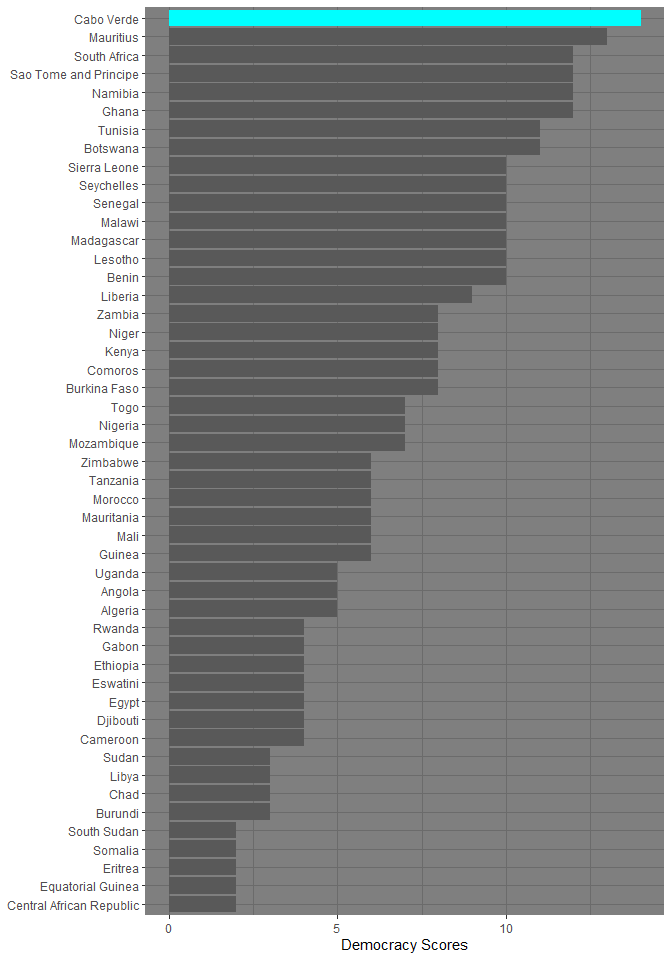 Cabo Verde
Mauritius
South Africa
Sao Tome and Principe
Namibia
Ghana
Tunisia
Botswana
Sierra Leone
Seychelles
Senegal
Malawi
Madagascar
Lesotho
Benin
Liberia
Zambia
Niger
Kenya
Comoros
Burkina Faso
Togo
Nigeria
Mozambique
Zimbabwe
Tanzania
Morocco
Mauritania
Mali
Guinea
Uganda
Angola
Algeria
Rwanda
Gabon
Ethiopia
Eswatini
Egypt
Djibouti
Cameroon
Sudan
Libya
Chad
Burundi
South Sudan
Somalia
Eritrea
Equatorial Guinea
Central African Republic
0 5 10
Democracy Scores